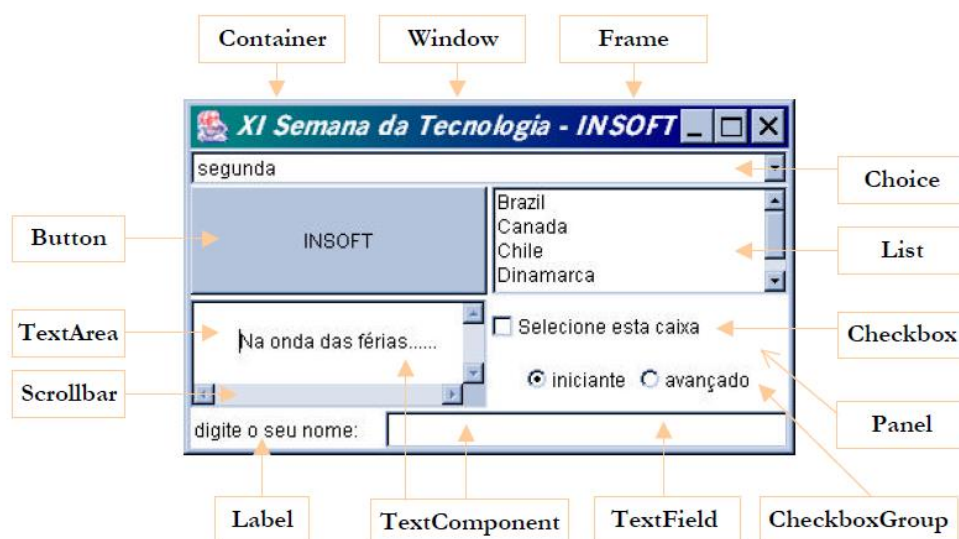 Container Window Frame
XI Semana da Tecnologia - INSOFT
segunda
Choice
Button
INSOFT
Brazil
Canada
Chile
Dinamarca
List
TextArea
Na onda das férias......
Selecione esta caixa
Checkbox
Scrollbar
iniciante avançado
Panel
digite o seu nome:
Label TextComponent TextField CheckboxGroup